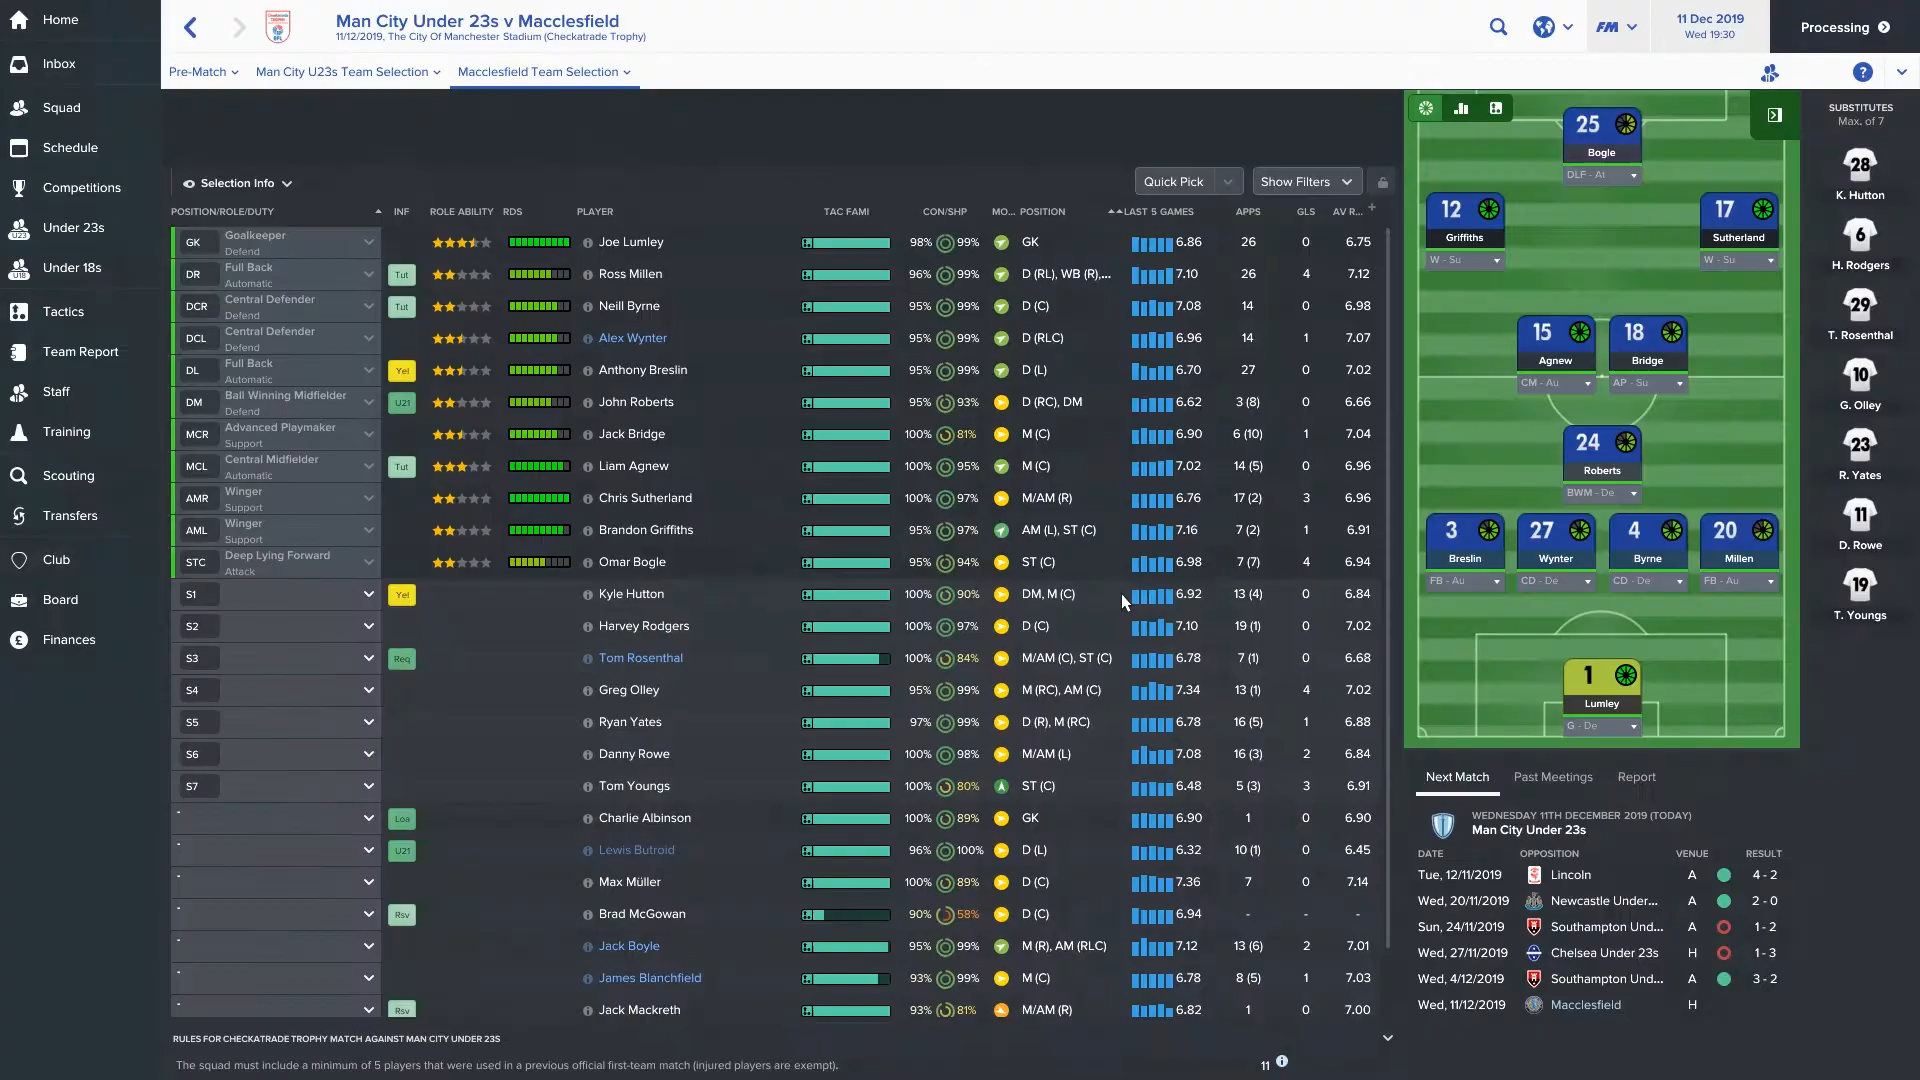 Home
Inbox
Squad
Schedule
Competitions
Under 23s
Under 18s
Tactics
Team Report
Staff
Training
Scouting
Transfers
Club
Board
Finances
Man City Under 23s v Macclesfield
11/12/2019, The City Of Manchester Stadium (Checkatrade Trophy)
FM
11 Dec 2019
Wed 19:30
Processing
Pre-Match
Man City U23s Team Selection
Macclesfield Team Selection
Selection Info
Quick Pick
Show Filters
POSITION/ROLE/DUTY INF ROLE ABILITY RDS PLAYER TAC FAMI CON/SHP MO... POSITION LAST 5 GAMES APPS GLS AV R...
GK Goalkeeper Defend Joe Lumley 98% 99% GK 6.86 26 0 6.75
DR Full Back Automatic Tut Ross Millen 96% 99% D (RL), WB (R),... 7.10 26 4 7.12
DCR Central Defender Defend Tut Neill Byrne 95% 99% D (C) 7.08 14 0 6.98
DCL Central Defender Defend Alex Wynter 95% 99% D (RLC) 6.96 14 1 7.07
DL Full Back Automatic Yel Anthony Breslin 95% 99% D (L) 6.70 27 0 7.02
DM Ball Winning Midfielder Defend U21 John Roberts 95% 93% D (RC), DM 6.62 3 (8) 0 6.66
MCR Advanced Playmaker Support Jack Bridge 100% 81% M (C) 6.90 6 (10) 1 7.04
MCL Central Midfielder Automatic Tut Liam Agnew 100% 95% M (C) 7.02 14 (5) 0 6.96
AMR Winger Support Chris Sutherland 100% 97% M/AM (R) 6.76 17 (2) 3 6.96
AML Winger Support Brandon Griffiths 95% 97% AM (L), ST (C) 7.16 7 (2) 1 6.91
STC Deep Lying Forward Attack Omar Bogle 95% 94% ST (C) 6.98 7 (7) 4 6.94
S1 Yel Kyle Hutton 100% 90% DM, M (C) 6.92 13 (4) 0 6.84
S2 Harvey Rodgers 100% 97% D (C) 7.10 19 (1) 0 7.02
S3 Req Tom Rosenthal 100% 84% M/AM (C), ST (C) 6.78 7 (1) 0 6.68
S4 Greg Olley 95% 99% M (RC), AM (C) 7.34 13 (1) 4 7.02
S5 Ryan Yates 97% 99% D (R), M (RC) 6.78 16 (5) 1 6.88
S6 Danny Rowe 100% 98% M/AM (L) 7.08 16 (3) 2 6.84
S7 Tom Youngs 100% 80% ST (C) 6.48 5 (3) 3 6.91
- Loa Charlie Albinson 100% 89% GK 6.90 1 0 6.90
- U21 Lewis Butroid 96% 100% D (L) 6.32 10 (1) 0 6.45
- Max Müller 100% 89% D (C) 7.36 7 0 7.14
- Rsv Brad McGowan 90% 58% D (C) 6.94 - - -
- Jack Boyle 95% 99% M (R), AM (RLC) 7.12 13 (6) 2 7.01
- James Blanchfield 93% 99% M (C) 6.78 8 (5) 1 7.03
- Rsv Jack Mackreth 93% 81% M/AM (R) 6.82 1 0 7.00
RULES FOR CHECKATRADE TROPHY MATCH AGAINST MAN CITY UNDER 23S
The squad must include a minimum of 5 players that were used in a previous official first-team match (injured players are exempt).
11
25
Bogle
DLF - At
12 17
Griffiths Sutherland
W - Su W - Su
15 18
Agnew Bridge
CM - Au AP - Su
24
Roberts
BWM - De
3 27 4 20
Breslin Wynter Byrne Millen
FB - Au CD - De CD - De FB - Au
1
Lumley
G - De
SUBSTITUTES
Max. of 7
28
K. Hutton
6
H. Rodgers
29
T. Rosenthal
10
G. Olley
23
R. Yates
11
D. Rowe
19
T. Youngs
Next Match Past Meetings Report
WEDNESDAY 11TH DECEMBER 2019 (TODAY)
Man City Under 23s
DATE OPPOSITION VENUE RESULT
Tue, 12/11/2019 Lincoln A 4 - 2
Wed, 20/11/2019 Newcastle Under... A 2 - 0
Sun, 24/11/2019 Southampton Und... A 1 - 2
Wed, 27/11/2019 Chelsea Under 23s H 1 - 3
Wed, 4/12/2019 Southampton Und... A 3 - 2
Wed, 11/12/2019 Macclesfield H